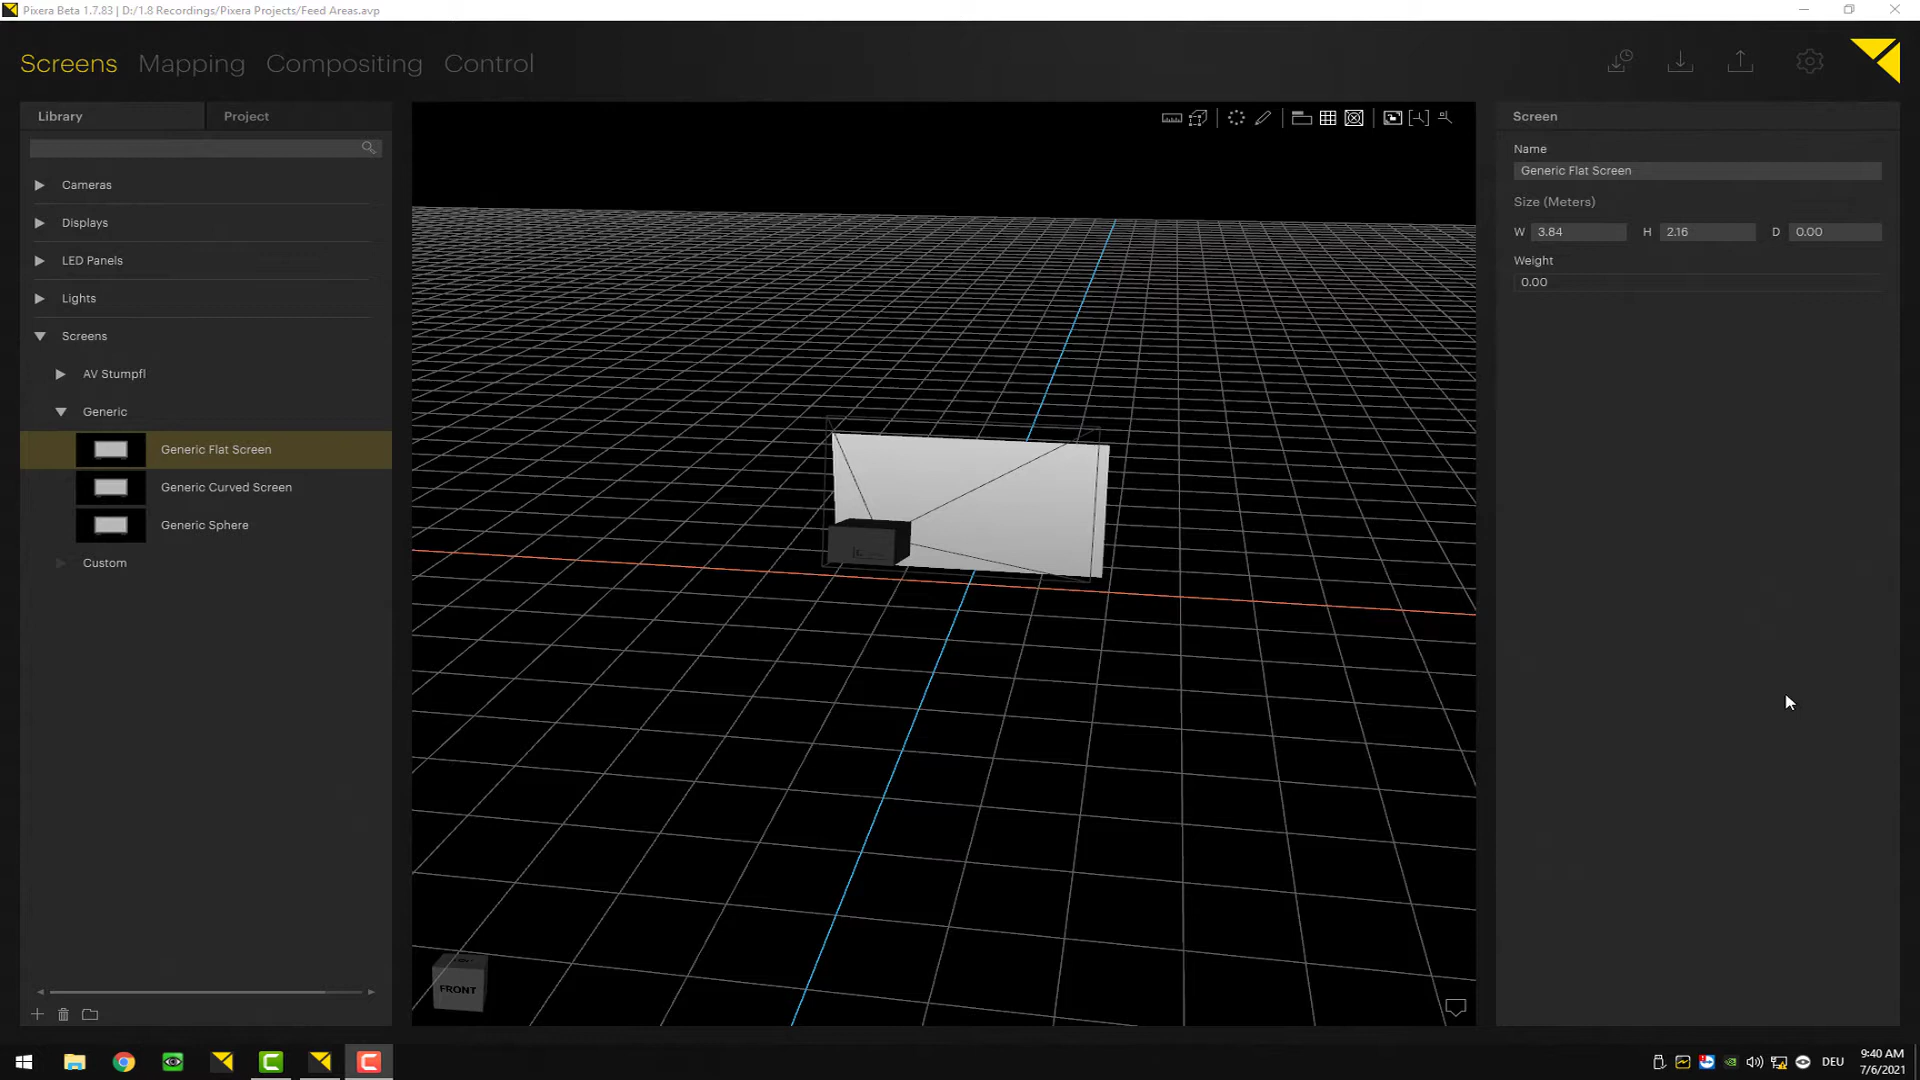 Pixera Beta 1.7.83 | D:/1.8 Recordings/Pixera Projects/Feed Areas.avp
Screens Mapping Compositing Control
Library Project
Cameras
Displays
LED Panels
Lights
Screens
AV Stumpfl
Generic
Generic Flat Screen
Generic Curved Screen
Generic Sphere
Custom
FRONT
Screen
Name
Generic Flat Screen
Size (Meters)
W 3.84 H 2.16 D 0.00
Weight
0.00
DEU
9:40 AM
7/6/2021